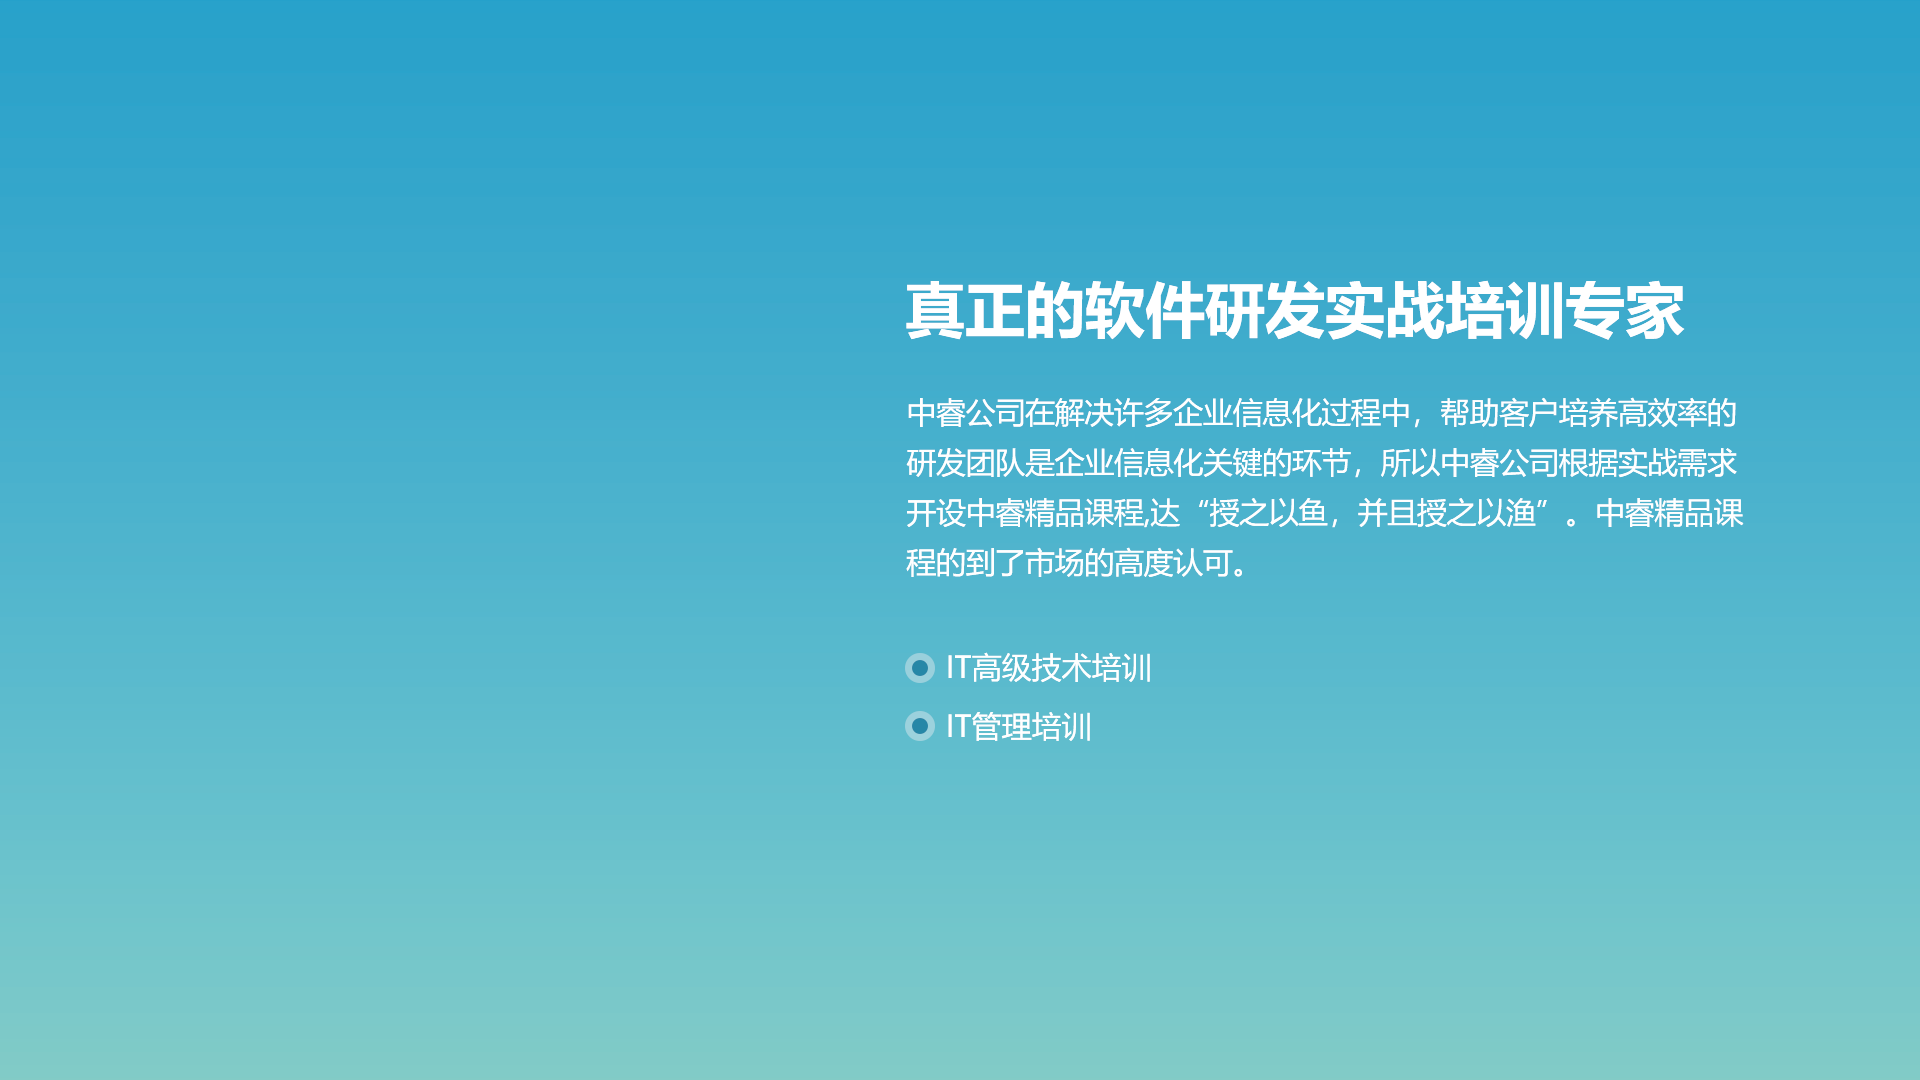 真正的软件研发实战培训专家
中睿公司在解决许多企业信息化过程中，帮助客户培养高效率的
研发团队是企业信息化关键的环节，所以中睿公司根据实战需求
开设中睿精品课程,达“授之以鱼，并且授之以渔”。中睿精品课
程的到了市场的高度认可。
IT高级技术培训
IT管理培训